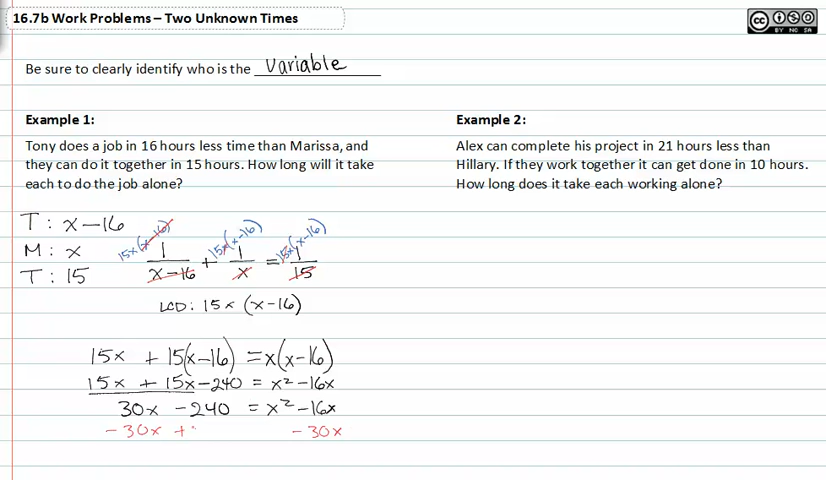 16.7b Work Problems – Two Unknown Times
CC BY NC SA
Be sure to clearly identify who is the variable
Example 1:
Tony does a job in 16 hours less time than Marissa, and
they can do it together in 15 hours. How long will it take
each to do the job alone?
Example 2:
Alex can complete his project in 21 hours less than
Hillary. If they work together it can get done in 10 hours.
How long does it take each working alone?
T: x-16
M: x
T: 15
15x(x-16) 15x(x-16) 15x(x-16)
1/(x-16) + 1/x = 1/15
LCD: 15x (x-16)
15x + 15(x-16) = x(x-16)
15x + 15x-240 = x²-16x
30x -240 = x²-16x
-30x + -30x